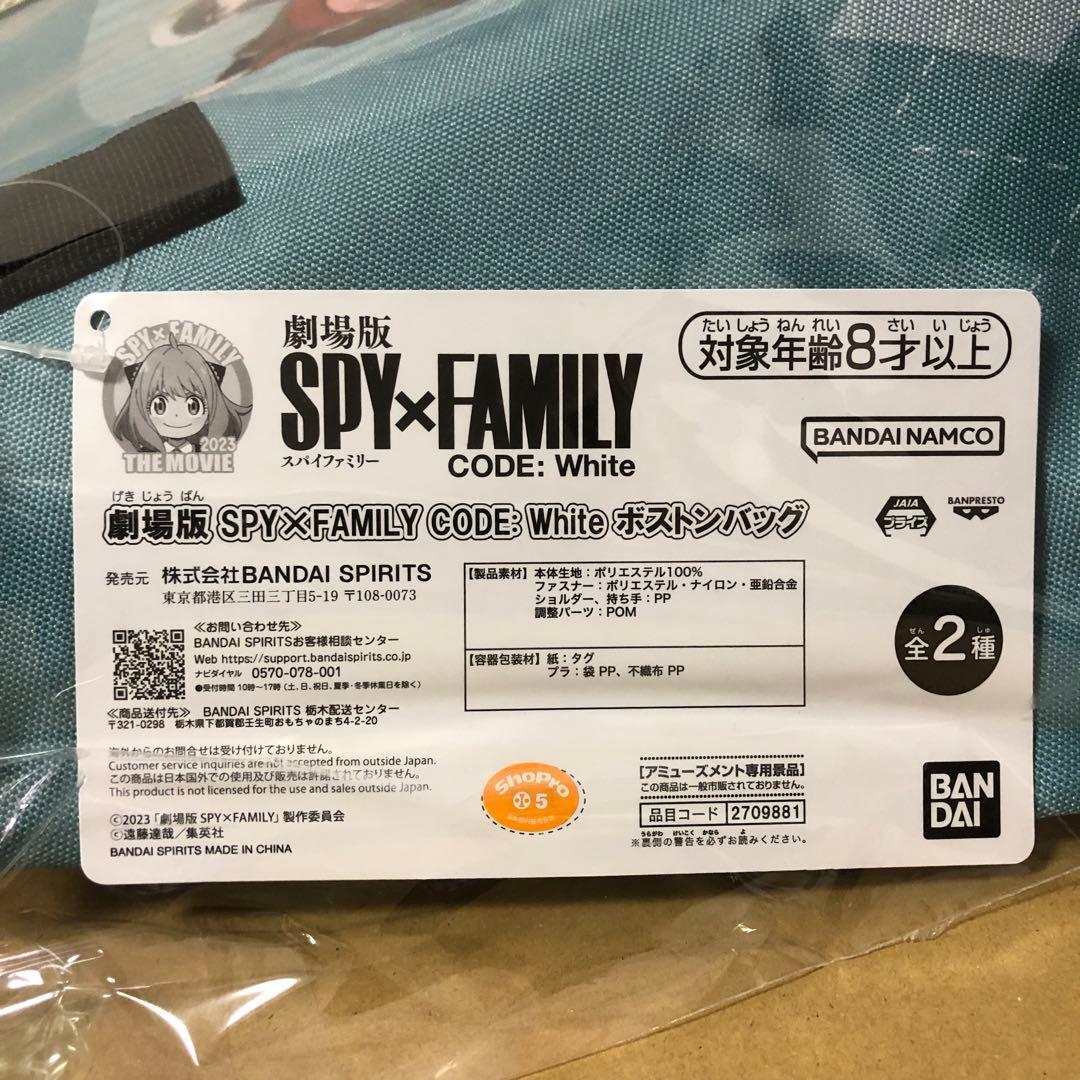 SPY×FAMILY
2023
THE MOVIE
劇場版
SPY×FAMILY
スパイファミリー
CODE: White
たいしょうねんれい さいいじょう
対象年齢8才以上
BANDAI NAMCO
げきじょうばん
劇場版 SPY×FAMILY CODE: White ボストンバッグ
JAIA
プライズ
BANPRESTO
発売元 株式会社BANDAI SPIRITS
東京都港区三田三丁目5-19 〒108-0073
≪お問い合わせ先≫
BANDAI SPIRITSお客様相談センター
Web https://support.bandaispirits.co.jp
ナビダイヤル 0570-078-001
●受付時間 10時〜17時 (土、日、祝日、夏季・冬季休業日を除く)
≪商品送付先≫ BANDAI SPIRITS 栃木配送センター
〒321-0298 栃木県下都賀郡壬生町おもちゃのまち4-2-20
【製品素材】本体生地：ポリエステル100%
ファスナー：ポリエステル・ナイロン・亜鉛合金
ショルダー、持ち手：PP
調整パーツ：POM
【容器包装材】紙：タグ
プラ：袋 PP、不織布 PP
ぜん しゅ
全2種
海外からのお問合せは受け付けておりません。
Customer service inquiries are not accepted from outside Japan.
この商品は日本国外での使用及び販売は許諾されておりません。
This product is not licensed for the use and sales outside Japan.
©2023「劇場版 SPY×FAMILY」製作委員会
©遠藤達哉／集英社
BANDAI SPIRITS MADE IN CHINA
ShoPro
5
日本国内販売許諾
【アミューズメント専用景品】
この商品は一般市販されておりません。
品目コード 2709881
うらがわ けいこく かなら よ
※裏側の警告を必ずお読みください。
BAN
DAI